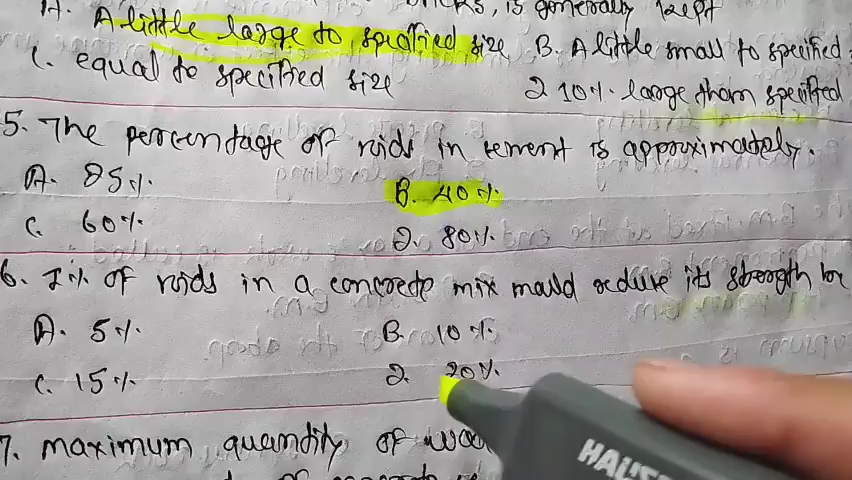 A. A little large to specified size B. A little small to specified
C. equal to specified size D 10% large than specified
5. The percentage of voids in cement is approximately.
A. 25% B. 40%
C. 60% D. 80%
6. 1% of voids in a concrete mix would reduce its strength by
A. 5% B. 10%
C. 15% D. 20%
7. maximum quantity of
HAUSER